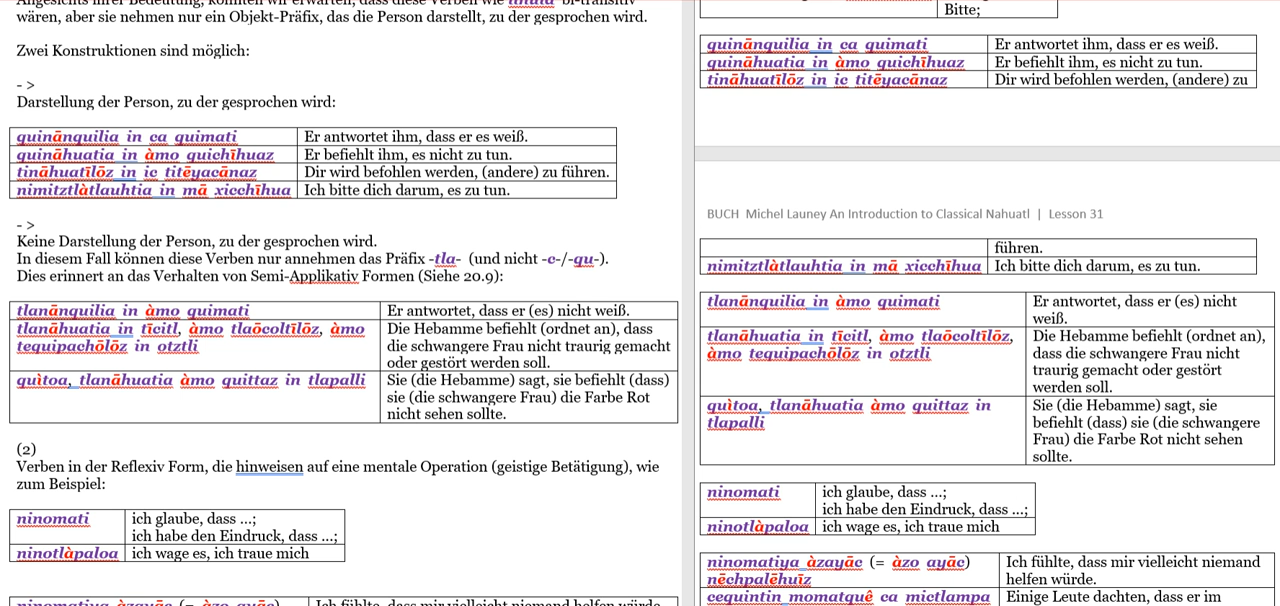 wären, aber sie nehmen nur ein Objekt-Präfix, das die Person darstellt, zu der gesprochen wird.
Zwei Konstruktionen sind möglich:
- >
Darstellung der Person, zu der gesprochen wird:
quinānquilia in ca quimati Er antwortet ihm, dass er es weiß.
quināhuatia in àmo quichīhuaz Er befiehlt ihm, es nicht zu tun.
tināhuatīlōz in ic titēyacānaz Dir wird befohlen werden, (andere) zu führen.
nimitztlàtlauhtia in mā xicchīhua Ich bitte dich darum, es zu tun.
- >
Keine Darstellung der Person, zu der gesprochen wird.
In diesem Fall können diese Verben nur annehmen das Präfix -tla- (und nicht -c-/-qu-).
Dies erinnert an das Verhalten von Semi-Applikativ Formen (Siehe 20.9):
tlanānquilia in àmo quimati Er antwortet, dass er (es) nicht weiß.
tlanāhuatia in tīcitl, àmo tlaōcoltīlōz, àmo Die Hebamme befiehlt (ordnet an), dass
tequipachōlōz in otztli die schwangere Frau nicht traurig gemacht
oder gestört werden soll.
quìtoa, tlanāhuatia àmo quittaz in tlapalli Sie (die Hebamme) sagt, sie befiehlt (dass)
sie (die schwangere Frau) die Farbe Rot
nicht sehen sollte.
(2)
Verben in der Reflexiv Form, die hinweisen auf eine mentale Operation (geistige Betätigung), wie
zum Beispiel:
ninomati ich glaube, dass ...;
ich habe den Eindruck, dass ...;
ninotlàpaloa ich wage es, ich traue mich
ninomatiya àzayāc (= àzo ayāc) Ich fühlte, dass mir vielleicht niemand helfen würde.
Bitte;
quinānquilia in ca quimati Er antwortet ihm, dass er es weiß.
quināhuatia in àmo quichīhuaz Er befiehlt ihm, es nicht zu tun.
tināhuatīlōz in ic titēyacānaz Dir wird befohlen werden, (andere) zu
BUCH Michel Launey An Introduction to Classical Nahuatl | Lesson 31
führen.
nimitztlàtlauhtia in mā xicchīhua Ich bitte dich darum, es zu tun.
tlanānquilia in àmo quimati Er antwortet, dass er (es) nicht
weiß.
tlanāhuatia in tīcitl, àmo tlaōcoltīlōz, Die Hebamme befiehlt (ordnet an),
àmo tequipachōlōz in otztli dass die schwangere Frau nicht
traurig gemacht oder gestört
werden soll.
quìtoa, tlanāhuatia àmo quittaz in Sie (die Hebamme) sagt, sie
tlapalli befiehlt (dass) sie (die schwangere
Frau) die Farbe Rot nicht sehen
sollte.
ninomati ich glaube, dass ...;
ich habe den Eindruck, dass ...;
ninotlàpaloa ich wage es, ich traue mich
ninomatiya àzayāc (= àzo ayāc) Ich fühlte, dass mir vielleicht niemand
nēchpalēhuīz helfen würde.
cequintin momatquê ca mictlampa Einige Leute dachten, dass er im